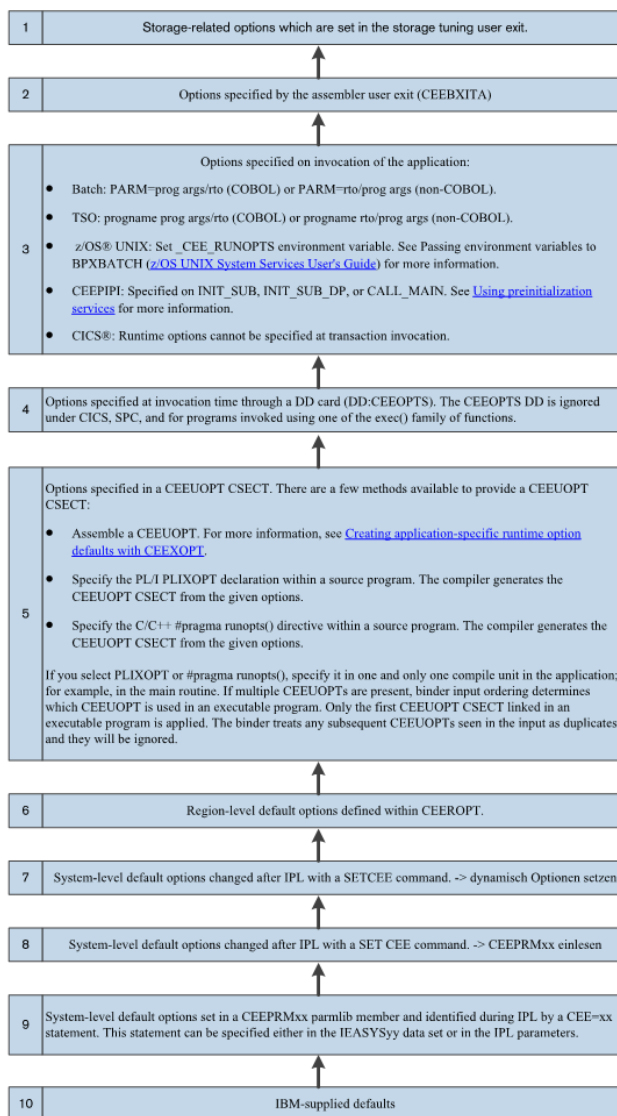 1 Storage-related options which are set in the storage tuning user exit.
2 Options specified by the assembler user exit (CEEBXITA)
3
Options specified on invocation of the application:
● Batch: PARM=prog args/rto (COBOL) or PARM=rto/prog args (non-COBOL).
● TSO: progname prog args/rto (COBOL) or progname rto/prog args (non-COBOL).
● z/OS® UNIX: Set _CEE_RUNOPTS environment variable. See Passing environment variables to
BPXBATCH (z/OS UNIX System Services User's Guide) for more information.
● CEEPIPI: Specified on INIT_SUB, INIT_SUB_DP, or CALL_MAIN. See Using preinitialization
services for more information.
● CICS®: Runtime options cannot be specified at transaction invocation.
4
Options specified at invocation time through a DD card (DD:CEEOPTS). The CEEOPTS DD is ignored
under CICS, SPC, and for programs invoked using one of the exec() family of functions.
5
Options specified in a CEEUOPT CSECT. There are a few methods available to provide a CEEUOPT
CSECT:
● Assemble a CEEUOPT. For more information, see Creating application-specific runtime option
defaults with CEEXOPT.
● Specify the PL/I PLIXOPT declaration within a source program. The compiler generates the
CEEUOPT CSECT from the given options.
● Specify the C/C++ #pragma runopts() directive within a source program. The compiler generates the
CEEUOPT CSECT from the given options.
If you select PLIXOPT or #pragma runopts(), specify it in one and only one compile unit in the application;
for example, in the main routine. If multiple CEEUOPTs are present, binder input ordering determines
which CEEUOPT is used in an executable program. Only the first CEEUOPT CSECT linked in an
executable program is applied. The binder treats any subsequent CEEUOPTs seen in the input as duplicates
and they will be ignored.
6 Region-level default options defined within CEEROPT.
7 System-level default options changed after IPL with a SETCEE command. -> dynamisch Optionen setzen
8 System-level default options changed after IPL with a SET CEE command. -> CEEPRMxx einlesen
9
System-level default options set in a CEEPRMxx parmlib member and identified during IPL by a CEE=xx
statement. This statement can be specified either in the IEASYSyy data set or in the IPL parameters.
10 IBM-supplied defaults